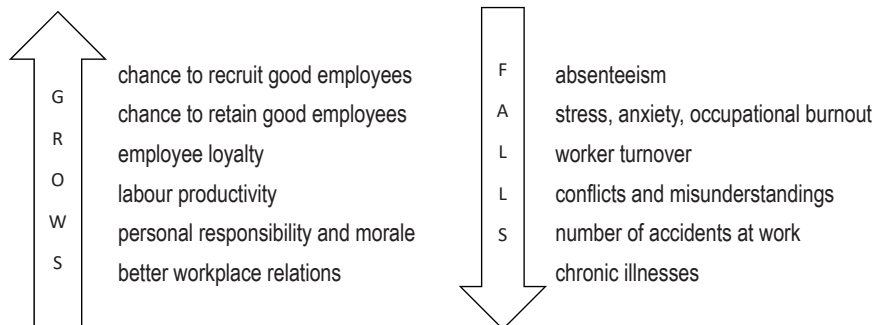 GROWS
chance to recruit good employees
chance to retain good employees
employee loyalty
labour productivity
personal responsibility and morale
better workplace relations
FALLS
absenteeism
stress, anxiety, occupational burnout
worker turnover
conflicts and misunderstandings
number of accidents at work
chronic illnesses